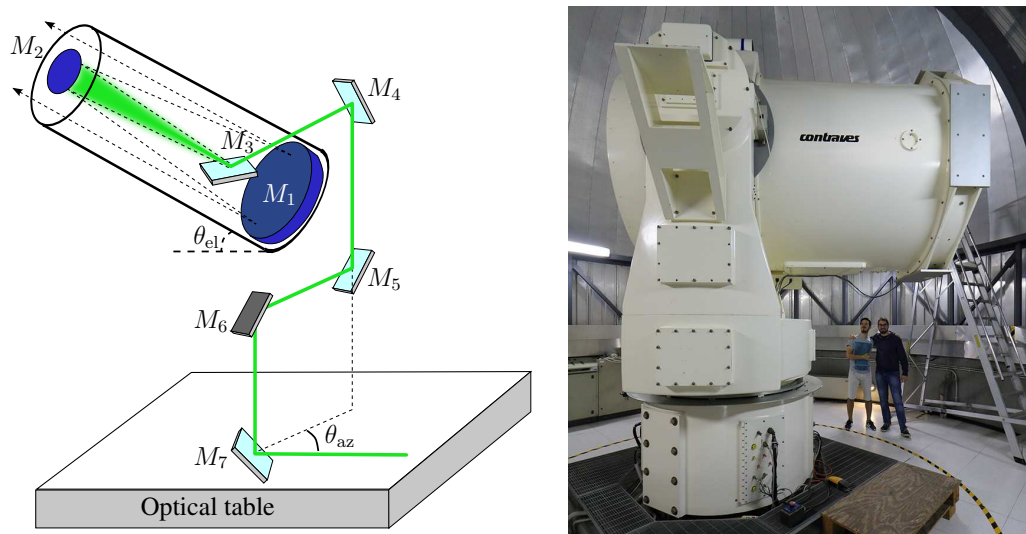 M₂
M₄
M₃
M₁
θel
M₅
M₆
θaz
M₇
Optical table
contraves